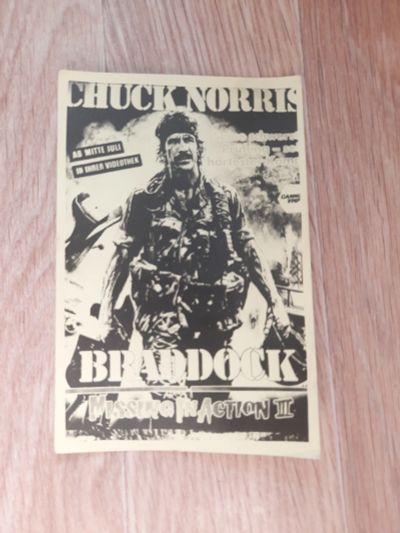 CHUCK NORRIS
AB MITTE JULI
IN IHRER VIDEOTHEK
BRADDOCK
MISSING IN ACTION III